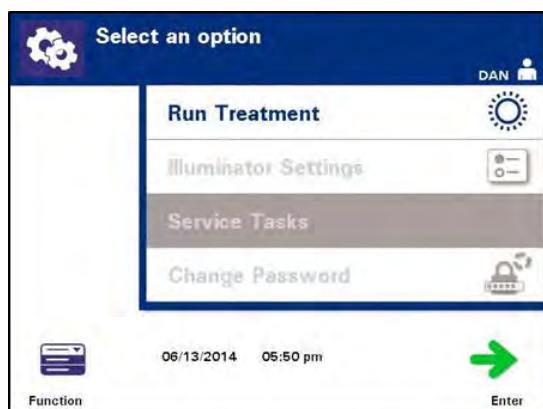 Select an option
DAN
Run Treatment
Illuminator Settings
Service Tasks
Change Password
06/13/2014 05:50 pm
Function
Enter